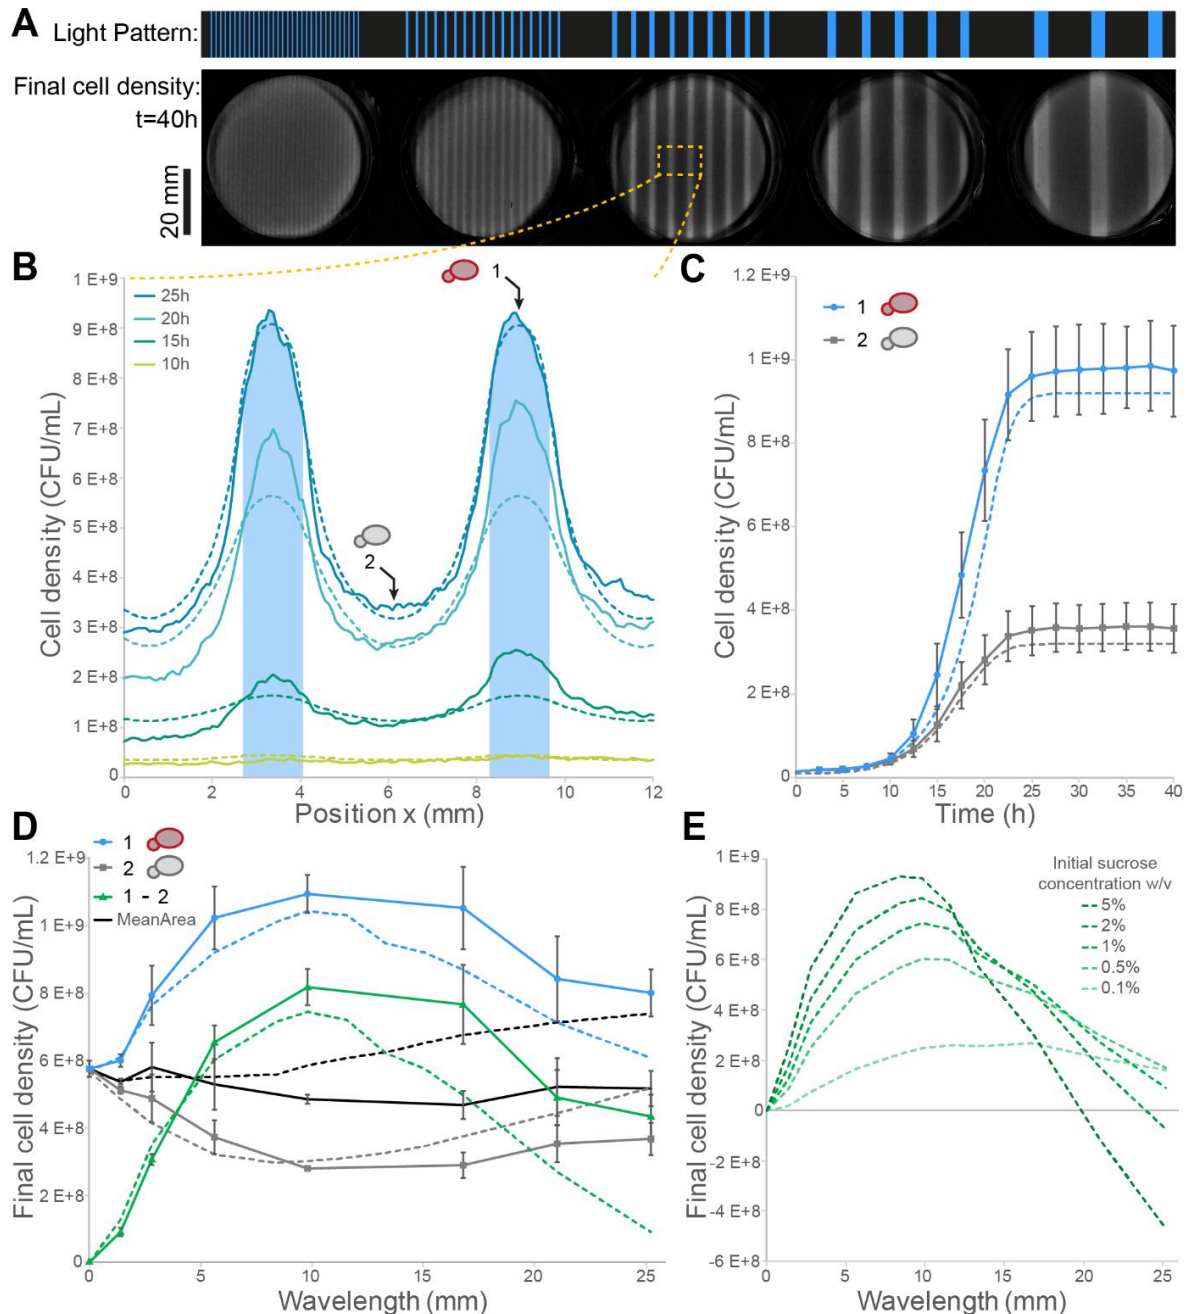 A
Light Pattern:
Final cell density:
t=40h
20 mm
B
1 E+9
9 E+8
8 E+8
7 E+8
6 E+8
5 E+8
4 E+8
3 E+8
2 E+8
1 E+8
0
Cell density (CFU/mL)
25h
20h
15h
10h
1
2
0 2 4 6 8 10 12
Position x (mm)
C
1.2 E+9
1 E+9
8 E+8
6 E+8
4 E+8
2 E+8
0
Cell density (CFU/mL)
1
2
0 5 10 15 20 25 30 35 40
Time (h)
D
1
2
1 - 2
MeanArea
1.2 E+9
1 E+9
8 E+8
6 E+8
4 E+8
2 E+8
0
Final cell density (CFU/mL)
0 5 10 15 20 25
Wavelength (mm)
E
1 E+9
8 E+8
6 E+8
4 E+8
2 E+8
0
-2 E+8
-4 E+8
-6 E+8
Final cell density (CFU/mL)
Initial sucrose
concentration w/v
5%
2%
1%
0.5%
0.1%
0 5 10 15 20 25
Wavelength (mm)